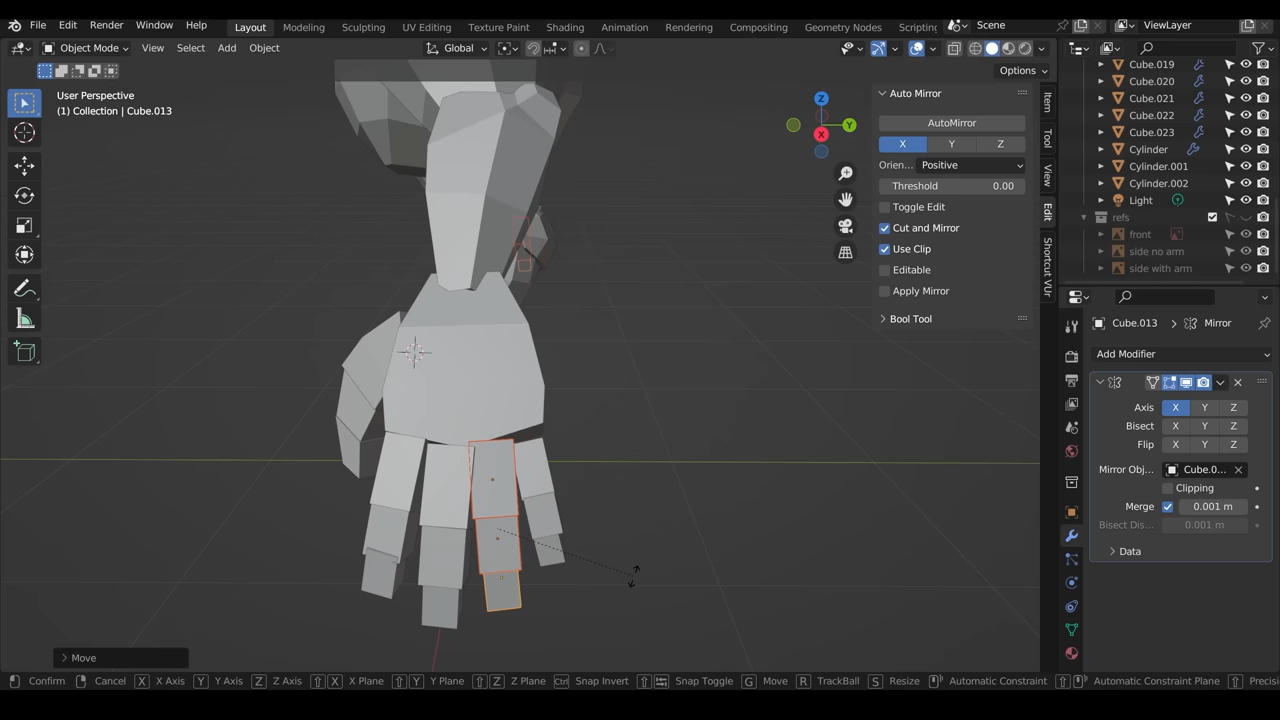 File Edit Render Window Help Layout Modeling Sculpting UV Editing Texture Paint Shading Animation Rendering Compositing Geometry Nodes Scripting Scene ViewLayer
Object Mode View Select Add Object Global
Options
User Perspective
(1) Collection | Cube.013
Z
Y
X
Auto Mirror
AutoMirror
X Y Z
Orien... Positive
Threshold 0.00
Toggle Edit
Cut and Mirror
Use Clip
Editable
Apply Mirror
Bool Tool
Item
Tool
View
Edit
Shortcut VUr
Cube.019
Cube.020
Cube.021
Cube.022
Cube.023
Cylinder
Cylinder.001
Cylinder.002
Light
refs
front
side no arm
side with arm
Cube.013 Mirror
Add Modifier
Axis X Y Z
Bisect X Y Z
Flip X Y Z
Mirror Obj... Cube.0...
Clipping
Merge 0.001 m
Bisect Dis... 0.001 m
Data
Move
Confirm Cancel X X Axis Y Y Axis Z Z Axis X X Plane Y Y Plane Z Z Plane Ctrl Snap Invert Snap Toggle G Move R TrackBall S Resize Automatic Constraint Automatic Constraint Plane Precisi